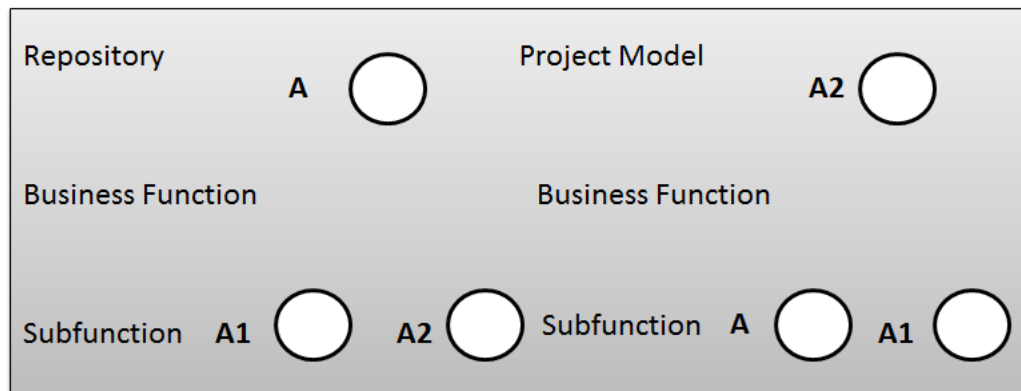 Repository
A
Project Model
A2
Business Function
Business Function
Subfunction
A1
A2
Subfunction
A
A1